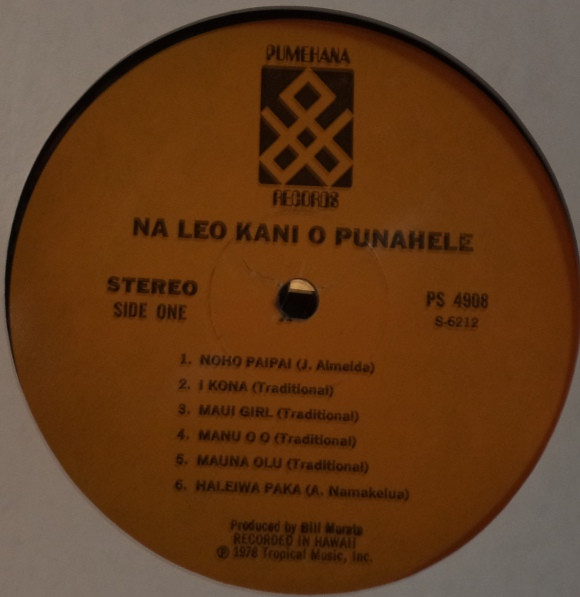 PUMEHANA
RECORDS
NA LEO KANI O PUNAHELE
STEREO
SIDE ONE
PS 4908
S-6212
1. NOHO PAIPAI (J. Almeida)
2. I KONA (Traditional)
3. MAUI GIRL (Traditional)
4. MANU O O (Traditional)
5. MAUNA OLU (Traditional)
6. HALEIWA PAKA (A. Namakelua)
Produced by Bill Murata
RECORDED IN HAWAII
℗ 1978 Tropical Music, Inc.